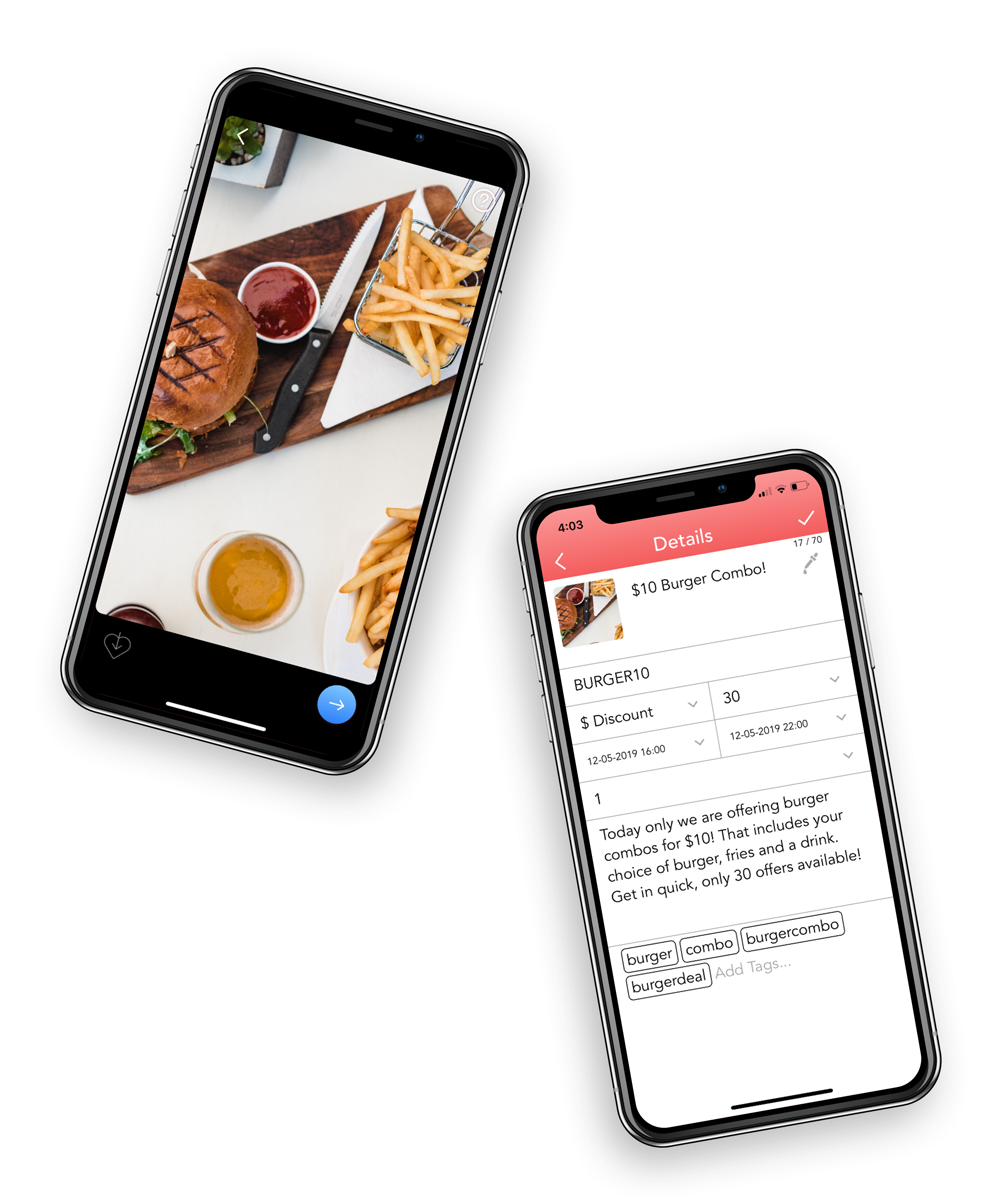 ?
4:03
Details
17 / 70
$10 Burger Combo!
BURGER10
$ Discount
30
12-05-2019 16:00
12-05-2019 22:00
1
Today only we are offering burger
combos for $10! That includes your
choice of burger, fries and a drink.
Get in quick, only 30 offers available!
burger combo burgercombo
burgerdeal Add Tags...